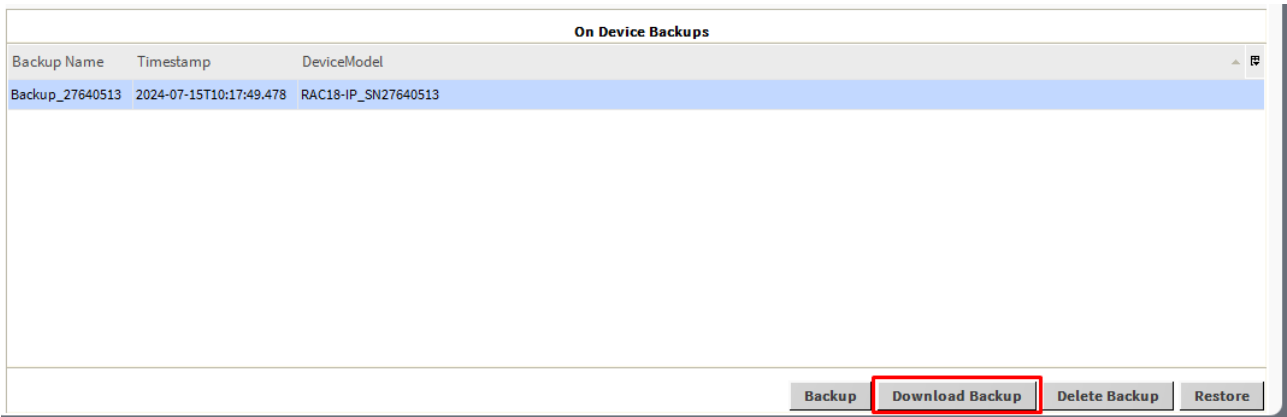 On Device Backups
Backup Name Timestamp DeviceModel
Backup_27640513 2024-07-15T10:17:49.478 RAC18-IP_SN27640513
Backup Download Backup Delete Backup Restore